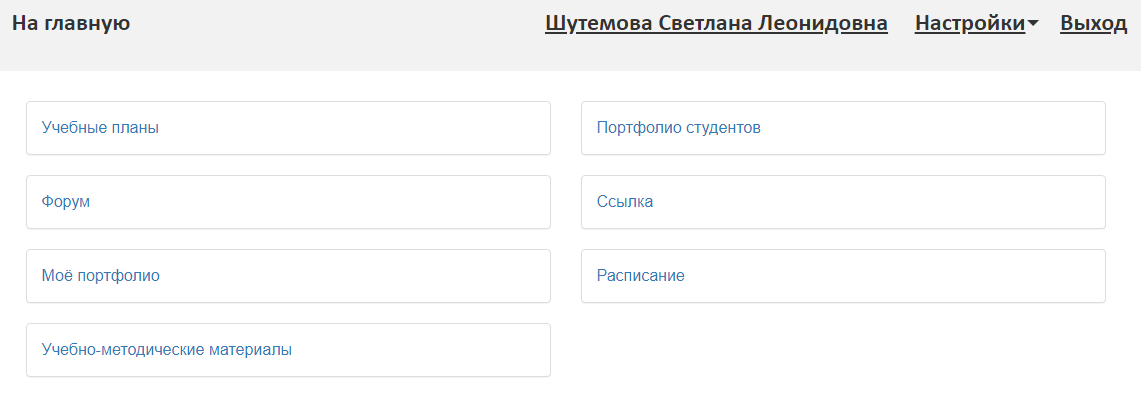 На главную Шутемова Светлана Леонидовна Настройки Выход
Учебные планы Портфолио студентов
Форум Ссылка
Моё портфолио Расписание
Учебно-методические материалы